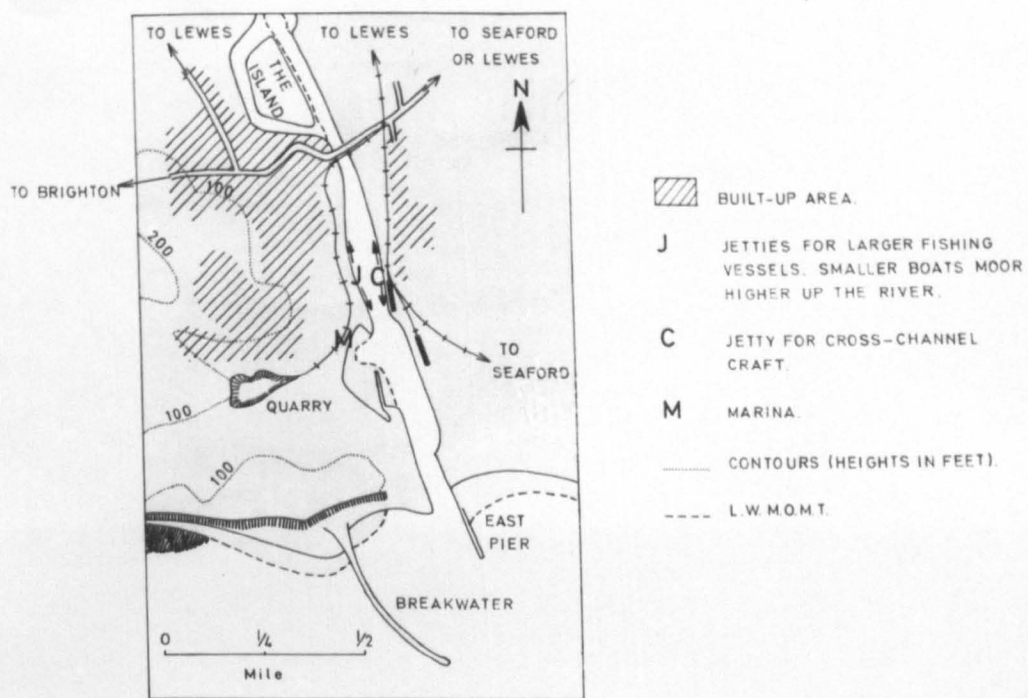 TO LEWES
TO LEWES
TO SEAFORD
OR LEWES
THE
ISLAND
N
TO BRIGHTON
100
200
J
C
M
TO
SEAFORD
QUARRY
100
100
EAST
PIER
BREAKWATER
0 ¼ ½
Mile
BUILT-UP AREA.
J JETTIES FOR LARGER FISHING
VESSELS. SMALLER BOATS MOOR
HIGHER UP THE RIVER.
C JETTY FOR CROSS-CHANNEL
CRAFT.
M MARINA.
CONTOURS (HEIGHTS IN FEET).
L.W.M.O.M.T.